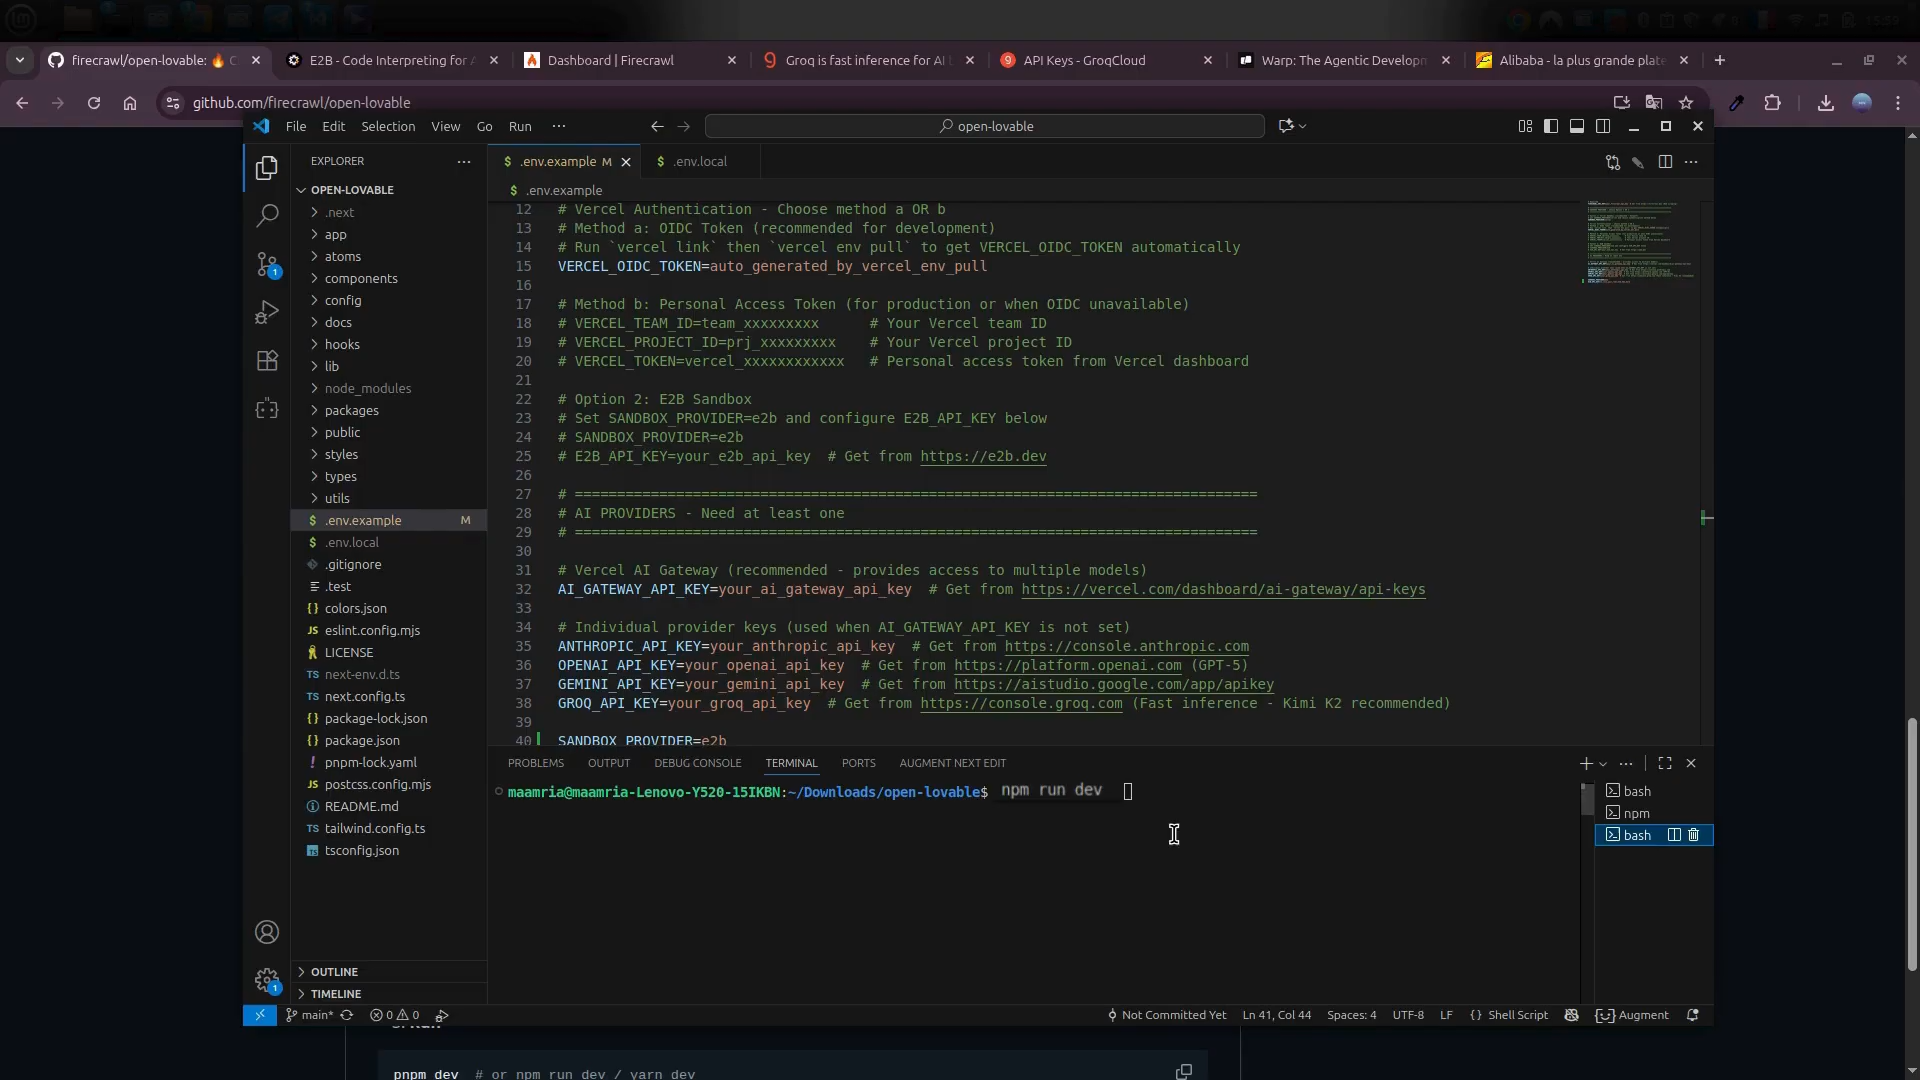 firecrawl/open-lovable: 🔥 C
E2B - Code Interpreting for A
Dashboard | Firecrawl
Groq is fast inference for AI
API Keys - GroqCloud
Warp: The Agentic Developm
Alibaba - la plus grande plate
github.com/firecrawl/open-lovable
File Edit Selection View Go Run ···
open-lovable
EXPLORER
OPEN-LOVABLE
.next
app
atoms
components
config
docs
hooks
lib
node_modules
packages
public
styles
types
utils
.env.example M
.env.local
.gitignore
.test
colors.json
eslint.config.mjs
LICENSE
next-env.d.ts
next.config.ts
package-lock.json
package.json
pnpm-lock.yaml
postcss.config.mjs
README.md
tailwind.config.ts
tsconfig.json
OUTLINE
TIMELINE
$ .env.example M
$ .env.local
$ .env.example
12 # Vercel Authentication - Choose method a OR b
13 # Method a: OIDC Token (recommended for development)
14 # Run `vercel link` then `vercel env pull` to get VERCEL_OIDC_TOKEN automatically
15 VERCEL_OIDC_TOKEN=auto_generated_by_vercel_env_pull
16
17 # Method b: Personal Access Token (for production or when OIDC unavailable)
18 # VERCEL_TEAM_ID=team_xxxxxxxxx # Your Vercel team ID
19 # VERCEL_PROJECT_ID=prj_xxxxxxxxx # Your Vercel project ID
20 # VERCEL_TOKEN=vercel_xxxxxxxxxxxx # Personal access token from Vercel dashboard
21
22 # Option 2: E2B Sandbox
23 # Set SANDBOX_PROVIDER=e2b and configure E2B_API_KEY below
24 # SANDBOX_PROVIDER=e2b
25 # E2B_API_KEY=your_e2b_api_key # Get from https://e2b.dev
26
27 # =================================================================================
28 # AI PROVIDERS - Need at least one
29 # =================================================================================
30
31 # Vercel AI Gateway (recommended - provides access to multiple models)
32 AI_GATEWAY_API_KEY=your_ai_gateway_api_key # Get from https://vercel.com/dashboard/ai-gateway/api-keys
33
34 # Individual provider keys (used when AI_GATEWAY_API_KEY is not set)
35 ANTHROPIC_API_KEY=your_anthropic_api_key # Get from https://console.anthropic.com
36 OPENAI_API_KEY=your_openai_api_key # Get from https://platform.openai.com (GPT-5)
37 GEMINI_API_KEY=your_gemini_api_key # Get from https://aistudio.google.com/app/apikey
38 GROQ_API_KEY=your_groq_api_key # Get from https://console.groq.com (Fast inference - Kimi K2 recommended)
39
40 SANDBOX_PROVIDER=e2b
PROBLEMS OUTPUT DEBUG CONSOLE TERMINAL PORTS AUGMENT NEXT EDIT
maamria@maamria-Lenovo-Y520-15IKBN:~/Downloads/open-lovable$ npm run dev
bash
npm
bash
main* 0 0
Not Committed Yet Ln 41, Col 44 Spaces: 4 UTF-8 LF {} Shell Script Augment
pnpm dev # or npm run dev / yarn dev